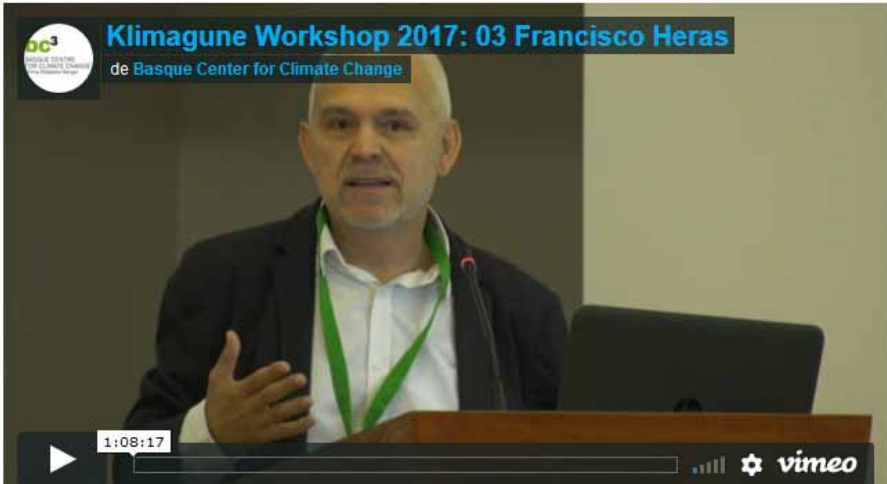 Klimagune Workshop 2017: 03 Francisco Heras
de Basque Center for Climate Change
bc³
BASQUE CENTRE
FOR CLIMATE CHANGE
1:08:17
vimeo